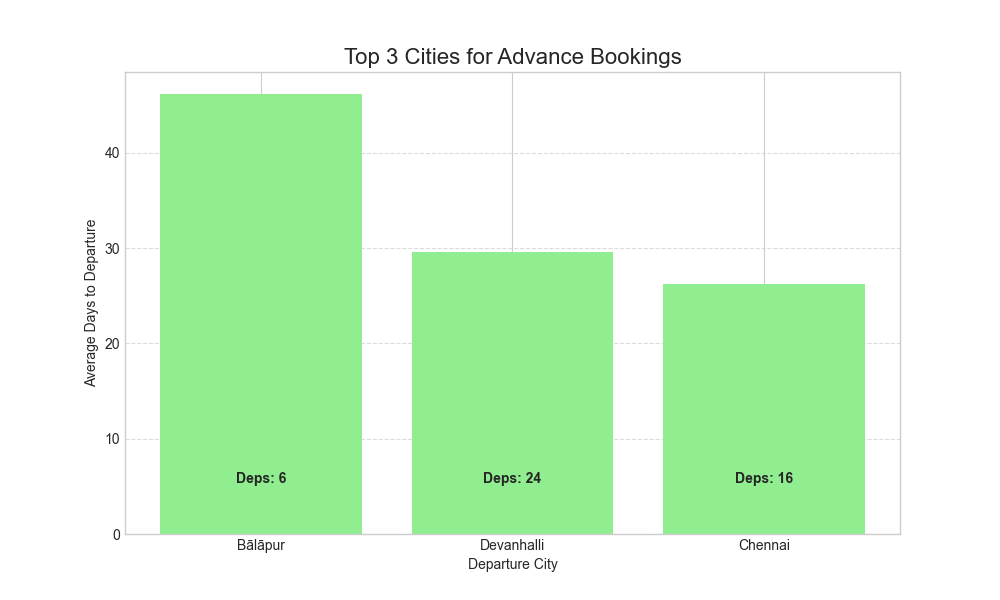 Top 3 Cities for Advance Bookings
Average Days to Departure
40
30
20
10
0
Deps: 6
Deps: 24
Deps: 16
Bālāpur
Devanhalli
Chennai
Departure City